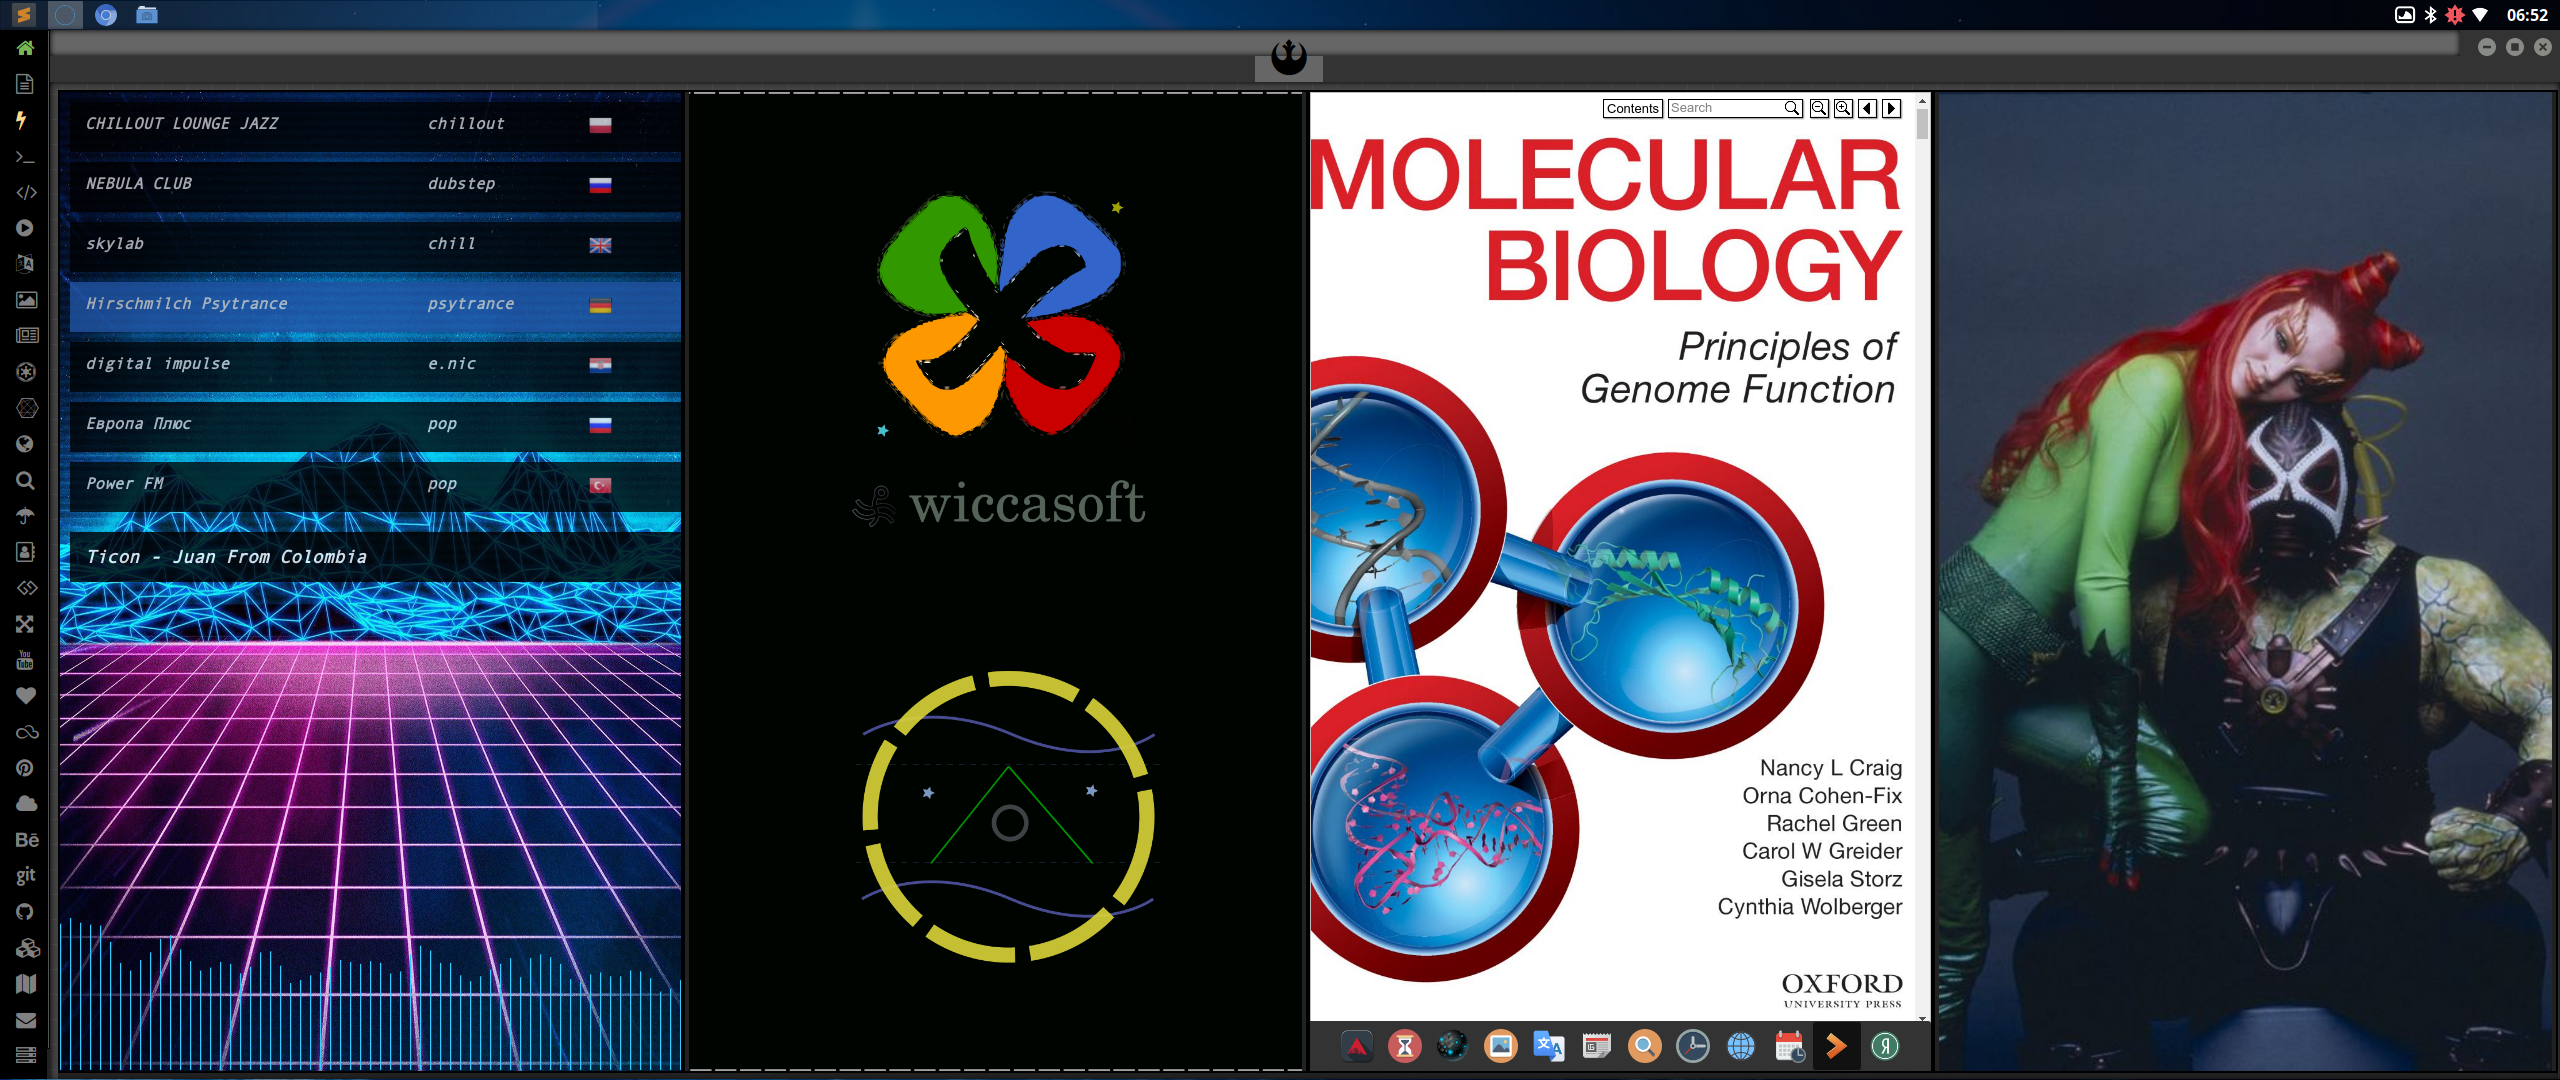 06:52
CHILLOUT LOUNGE JAZZ chillout
NEBULA CLUB dubstep
skylab chill
Hirschmilch Psytrance psytrance
digital impulse e.nic
Европа Плюс pop
Power FM pop
Ticon - Juan From Colombia
You
Tube
Bē
git
wiccasoft
Contents Search
MOLECULAR
BIOLOGY
Principles of
Genome Function
Nancy L Craig
Orna Cohen-Fix
Rachel Green
Carol W Greider
Gisela Storz
Cynthia Wolberger
OXFORD
UNIVERSITY PRESS